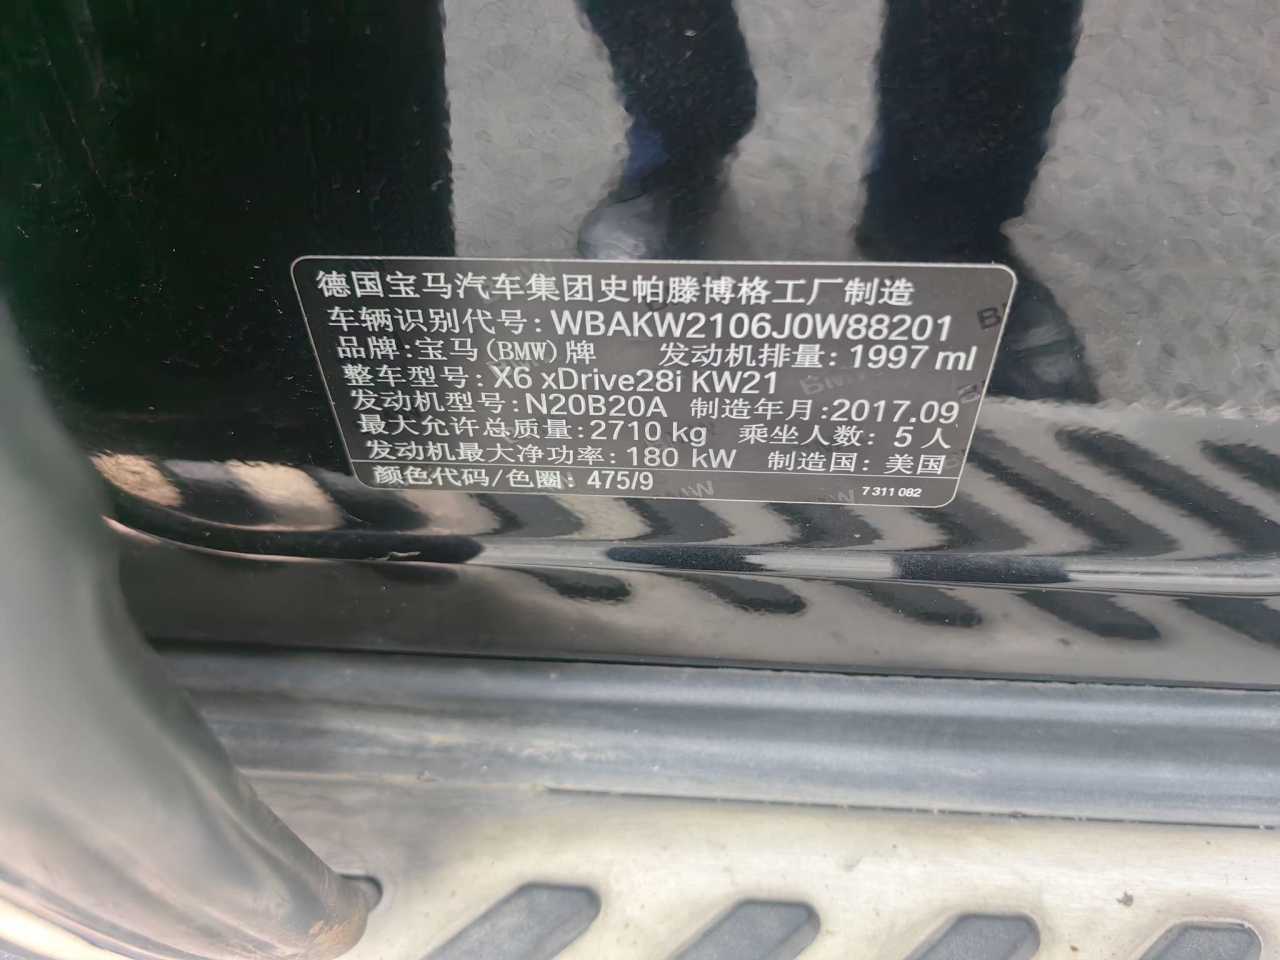 德国宝马汽车集团史帕滕博格工厂制造
车辆识别代号: WBAKW2106J0W88201
品牌:宝马(BMW)牌 发动机排量: 1997 ml
整车型号: X6 xDrive28i KW21
发动机型号: N20B20A 制造年月:2017.09
最大允许总质量:2710 kg 乘坐人数: 5 人
发动机最大净功率: 180 kW 制造国: 美国
颜色代码/色圈: 475/9
7 311 082